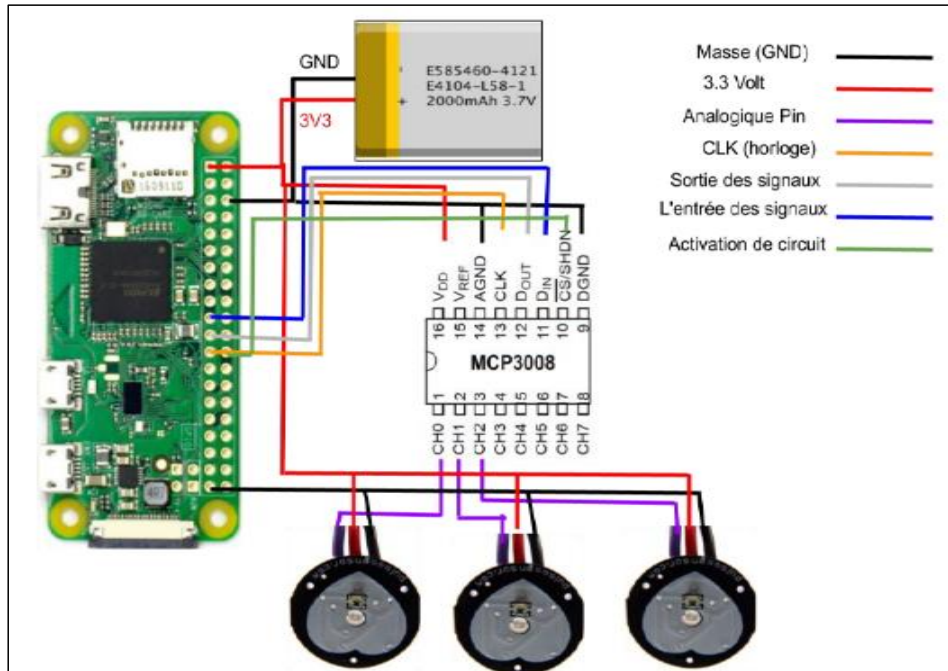 GND
3V3
E585460-4121
E4104-L58-1
2000mAh 3.7V
-
+
Masse (GND)
3.3 Volt
Analogique Pin
CLK (horloge)
Sortie des signaux
L'entrée des signaux
Activation de circuit
VDD
VREF
AGND
CLK
DOUT
DIN
CS/SHDN
DGND
16
15
14
13
12
11
10
9
MCP3008
1
2
3
4
5
6
7
8
CH0
CH1
CH2
CH3
CH4
CH5
CH6
CH7